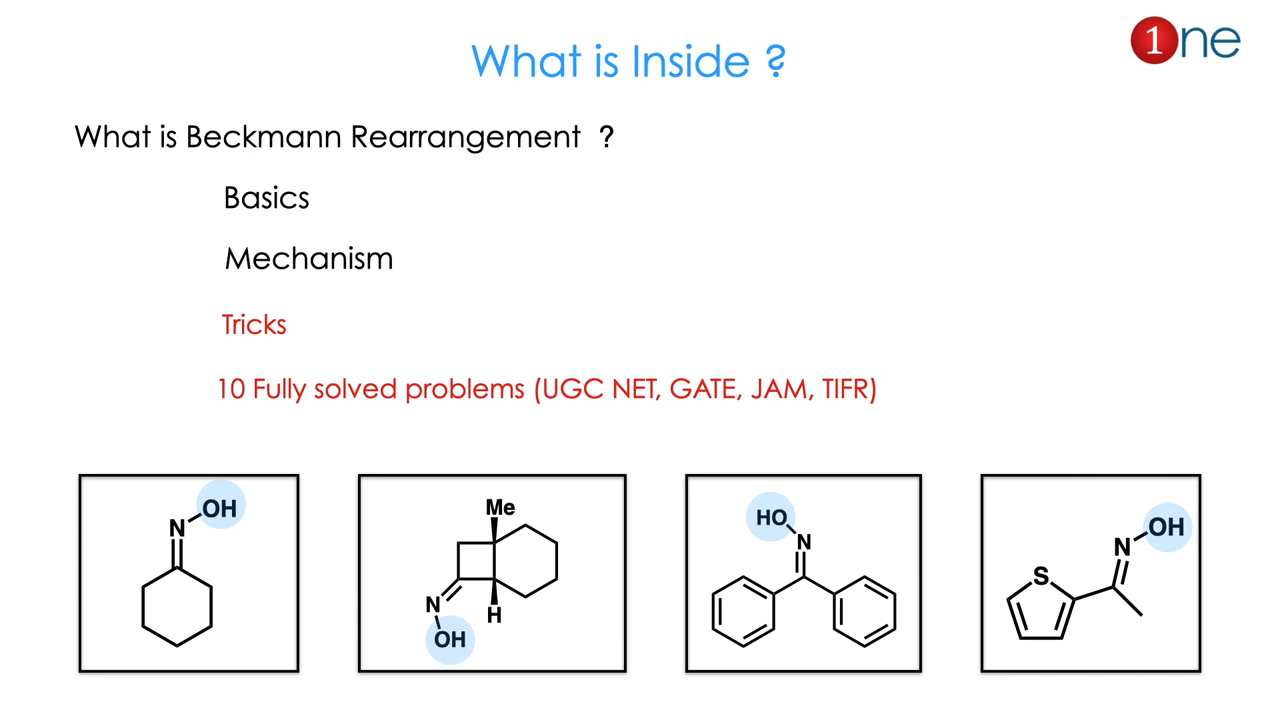 What is Inside ?
1ne
What is Beckmann Rearrangement ?
Basics
Mechanism
Tricks
10 Fully solved problems (UGC NET, GATE, JAM, TIFR)
OH
N
Me
N
H
OH
HO
N
OH
N
S